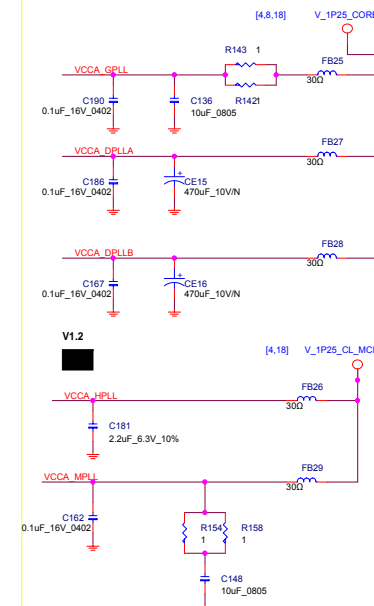 [4,8,18] V_1P25_CORE
R143 1
VCCA_GPLL
FB25
30Ω
C190
0.1uF_16V_0402
C136
10uF_0805
R1421
VCCA_DPLLA
FB27
30Ω
C186
0.1uF_16V_0402
CE15
470uF_10V/N
VCCA_DPLLB
FB28
30Ω
C167
0.1uF_16V_0402
CE16
470uF_10V/N
V1.2
[4,18] V_1P25_CL_MC
VCCA_HPLL
FB26
30Ω
C181
2.2uF_6.3V_10%
VCCA_MPLL
FB29
30Ω
C162
0.1uF_16V_0402
R154 R158
1 1
C148
10uF_0805